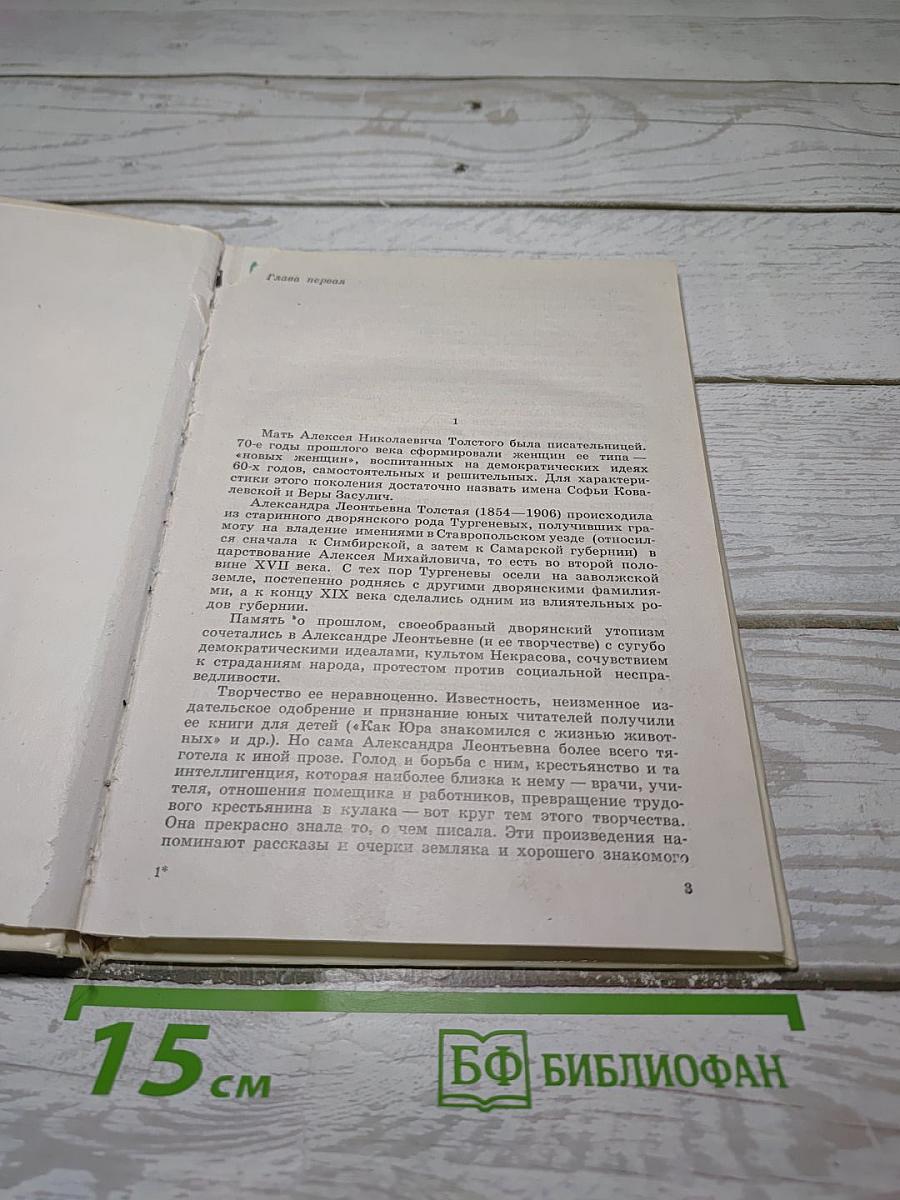 Глава первая
1
Мать Алексея Николаевича Толстого была писательницей.
70-е годы прошлого века сформировали женщин ее типа —
«новых женщин», воспитанных на демократических идеях
60-х годов, самостоятельных и решительных. Для характери-
стики этого поколения достаточно назвать имена Софьи Кова-
левской и Веры Засулич.
Александра Леонтьевна Толстая (1854—1906) происходила
из старинного дворянского рода Тургеневых, получивших гра-
моту на владение имениями в Ставропольском уезде (относил-
ся сначала к Симбирской, а затем к Самарской губернии) в
царствование Алексея Михайловича, то есть во второй поло-
вине XVII века. С тех пор Тургеневы осели на заволжской
земле, постепенно роднясь с другими дворянскими фамилия-
ми, а к концу XIX века сделались одним из влиятельных ро-
дов губернии.
Память о прошлом, своеобразный дворянский утопизм
сочетались в Александре Леонтьевне (и ее творчестве) с сугубо
демократическими идеалами, культом Некрасова, сочувствием
к страданиям народа, протестом против социальной неспра-
ведливости.
Творчество ее неравноценно. Известность, неизменное из-
дательское одобрение и признание юных читателей получили
ее книги для детей («Как Юра знакомился с жизнью живот-
ных» и др.). Но сама Александра Леонтьевна более всего тя-
готела к иной прозе. Голод и борьба с ним, крестьянство и та
интеллигенция, которая наиболее близка к нему — врачи, учи-
теля, отношения помещика и работников, превращение трудо-
вого крестьянина в кулака — вот круг тем этого творчества.
Она прекрасно знала то, о чем писала. Эти произведения на-
поминают рассказы и очерки земляка и хорошего знакомого
1*
3
15 см
БФ БИБЛИОФАН